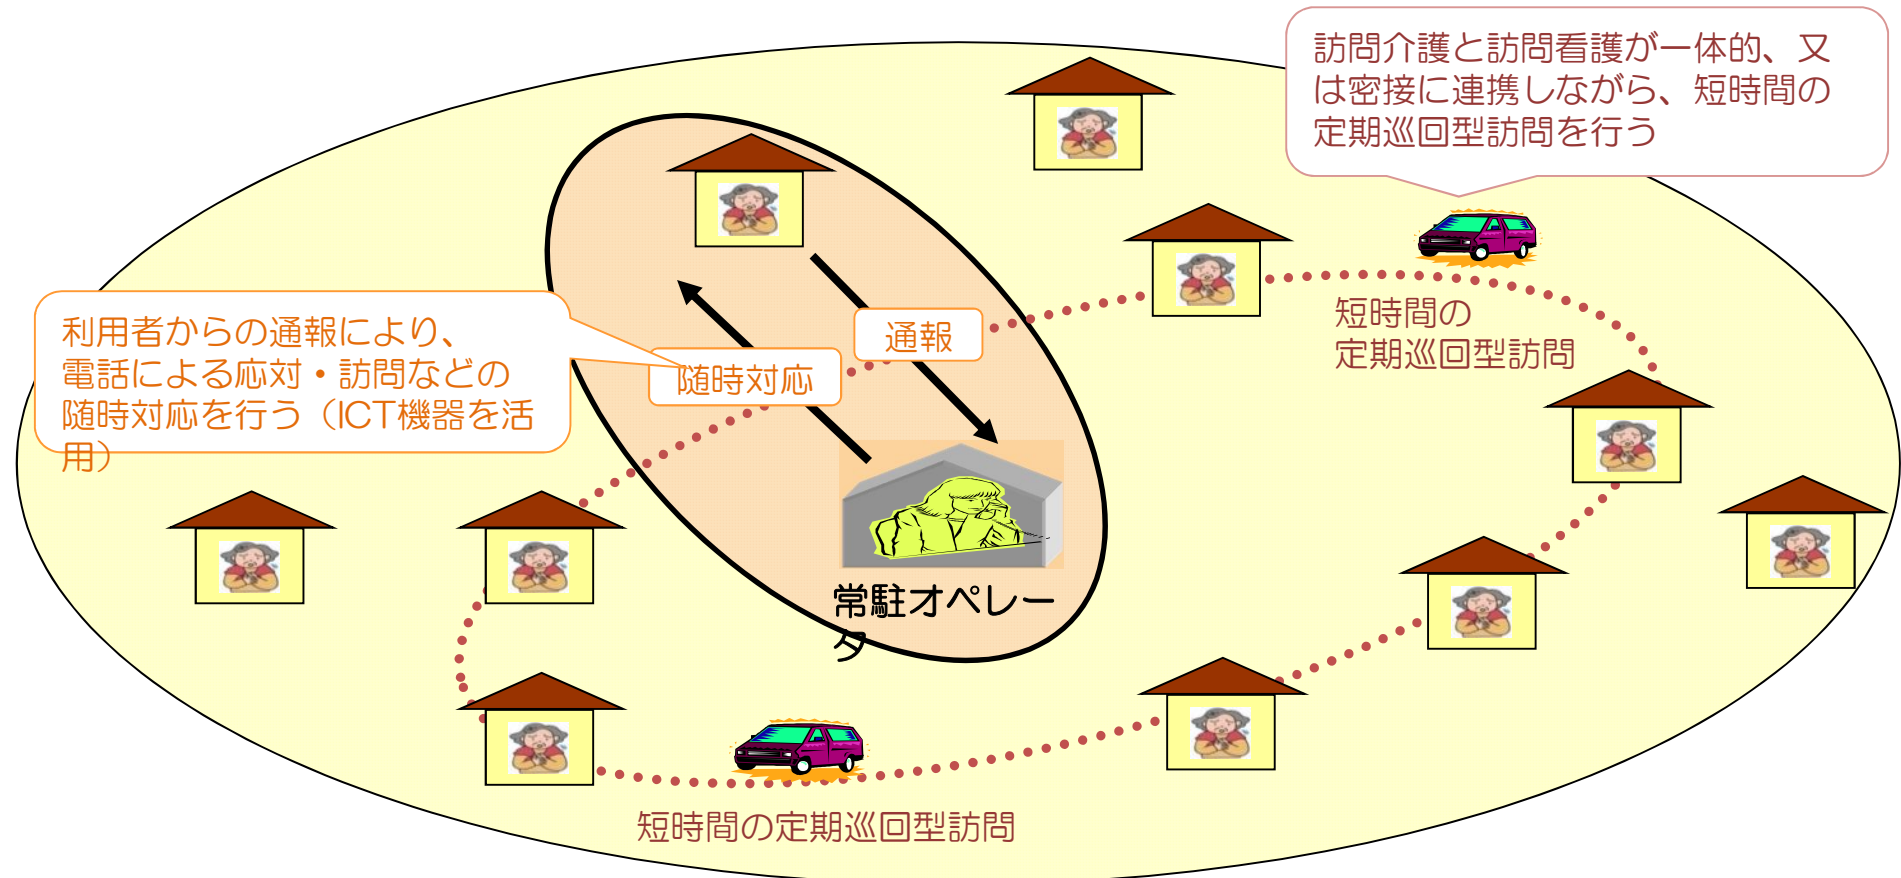 訪問介護と訪問看護が一体的、又
は密接に連携しながら、短時間の
定期巡回型訪問を行う
利用者からの通報により、
電話による応対・訪問などの
随時対応を行う（ICT機器を活
用）
通報
随時対応
短時間の
定期巡回型訪問
常駐オペレー
タ
短時間の定期巡回型訪問